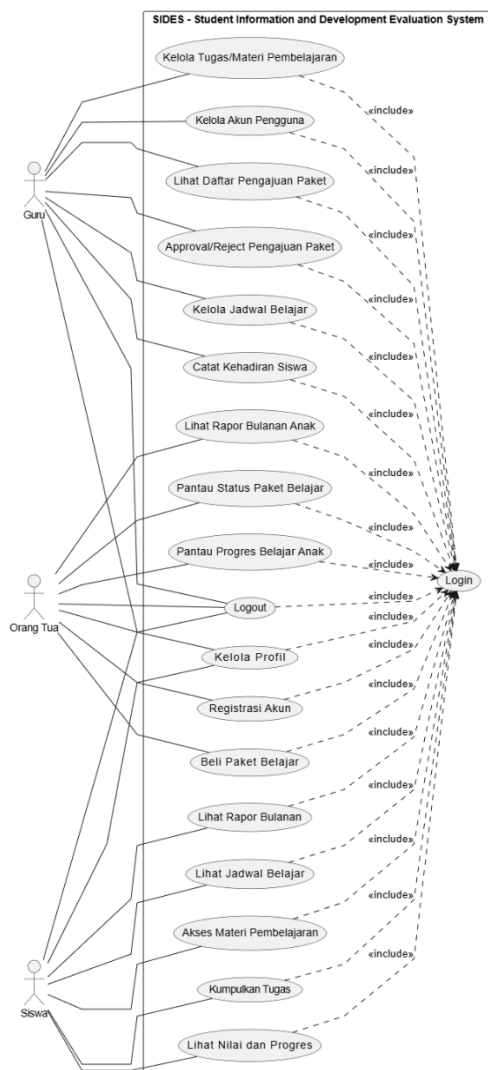 SIDES - Student Information and Development Evaluation System
Kelola Tugas/Materi Pembelajaran
«include»
Kelola Akun Pengguna
«include»
Guru
Lihat Daftar Pengajuan Paket
«include»
Approval/Reject Pengajuan Paket
«include»
Kelola Jadwal Belajar
«include»
Catat Kehadiran Siswa
«include»
Lihat Rapor Bulanan Anak
«include»
Pantau Status Paket Belajar
«include»
Pantau Progres Belajar Anak
«include»
Login
Orang Tua
Logout
«include»
«include»
Kelola Profil
«include»
Registrasi Akun
«include»
Beli Paket Belajar
«include»
Lihat Rapor Bulanan
«include»
Lihat Jadwal Belajar
«include»
Akses Materi Pembelajaran
«include»
Siswa
Kumpulkan Tugas
«include»
Lihat Nilai dan Progres